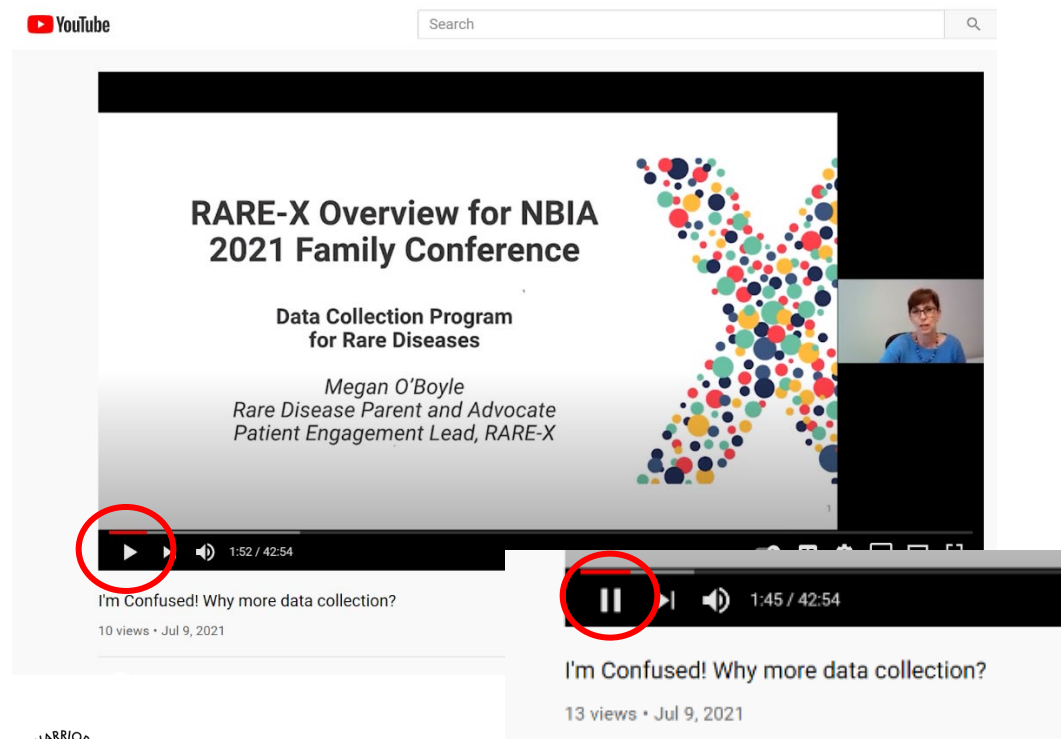 YouTube
Search
RARE-X Overview for NBIA
2021 Family Conference
Data Collection Program
for Rare Diseases
Megan O'Boyle
Rare Disease Parent and Advocate
Patient Engagement Lead, RARE-X
1
1:52 / 42:54
I'm Confused! Why more data collection?
10 views • Jul 9, 2021
1:45 / 42:54
I'm Confused! Why more data collection?
13 views • Jul 9, 2021